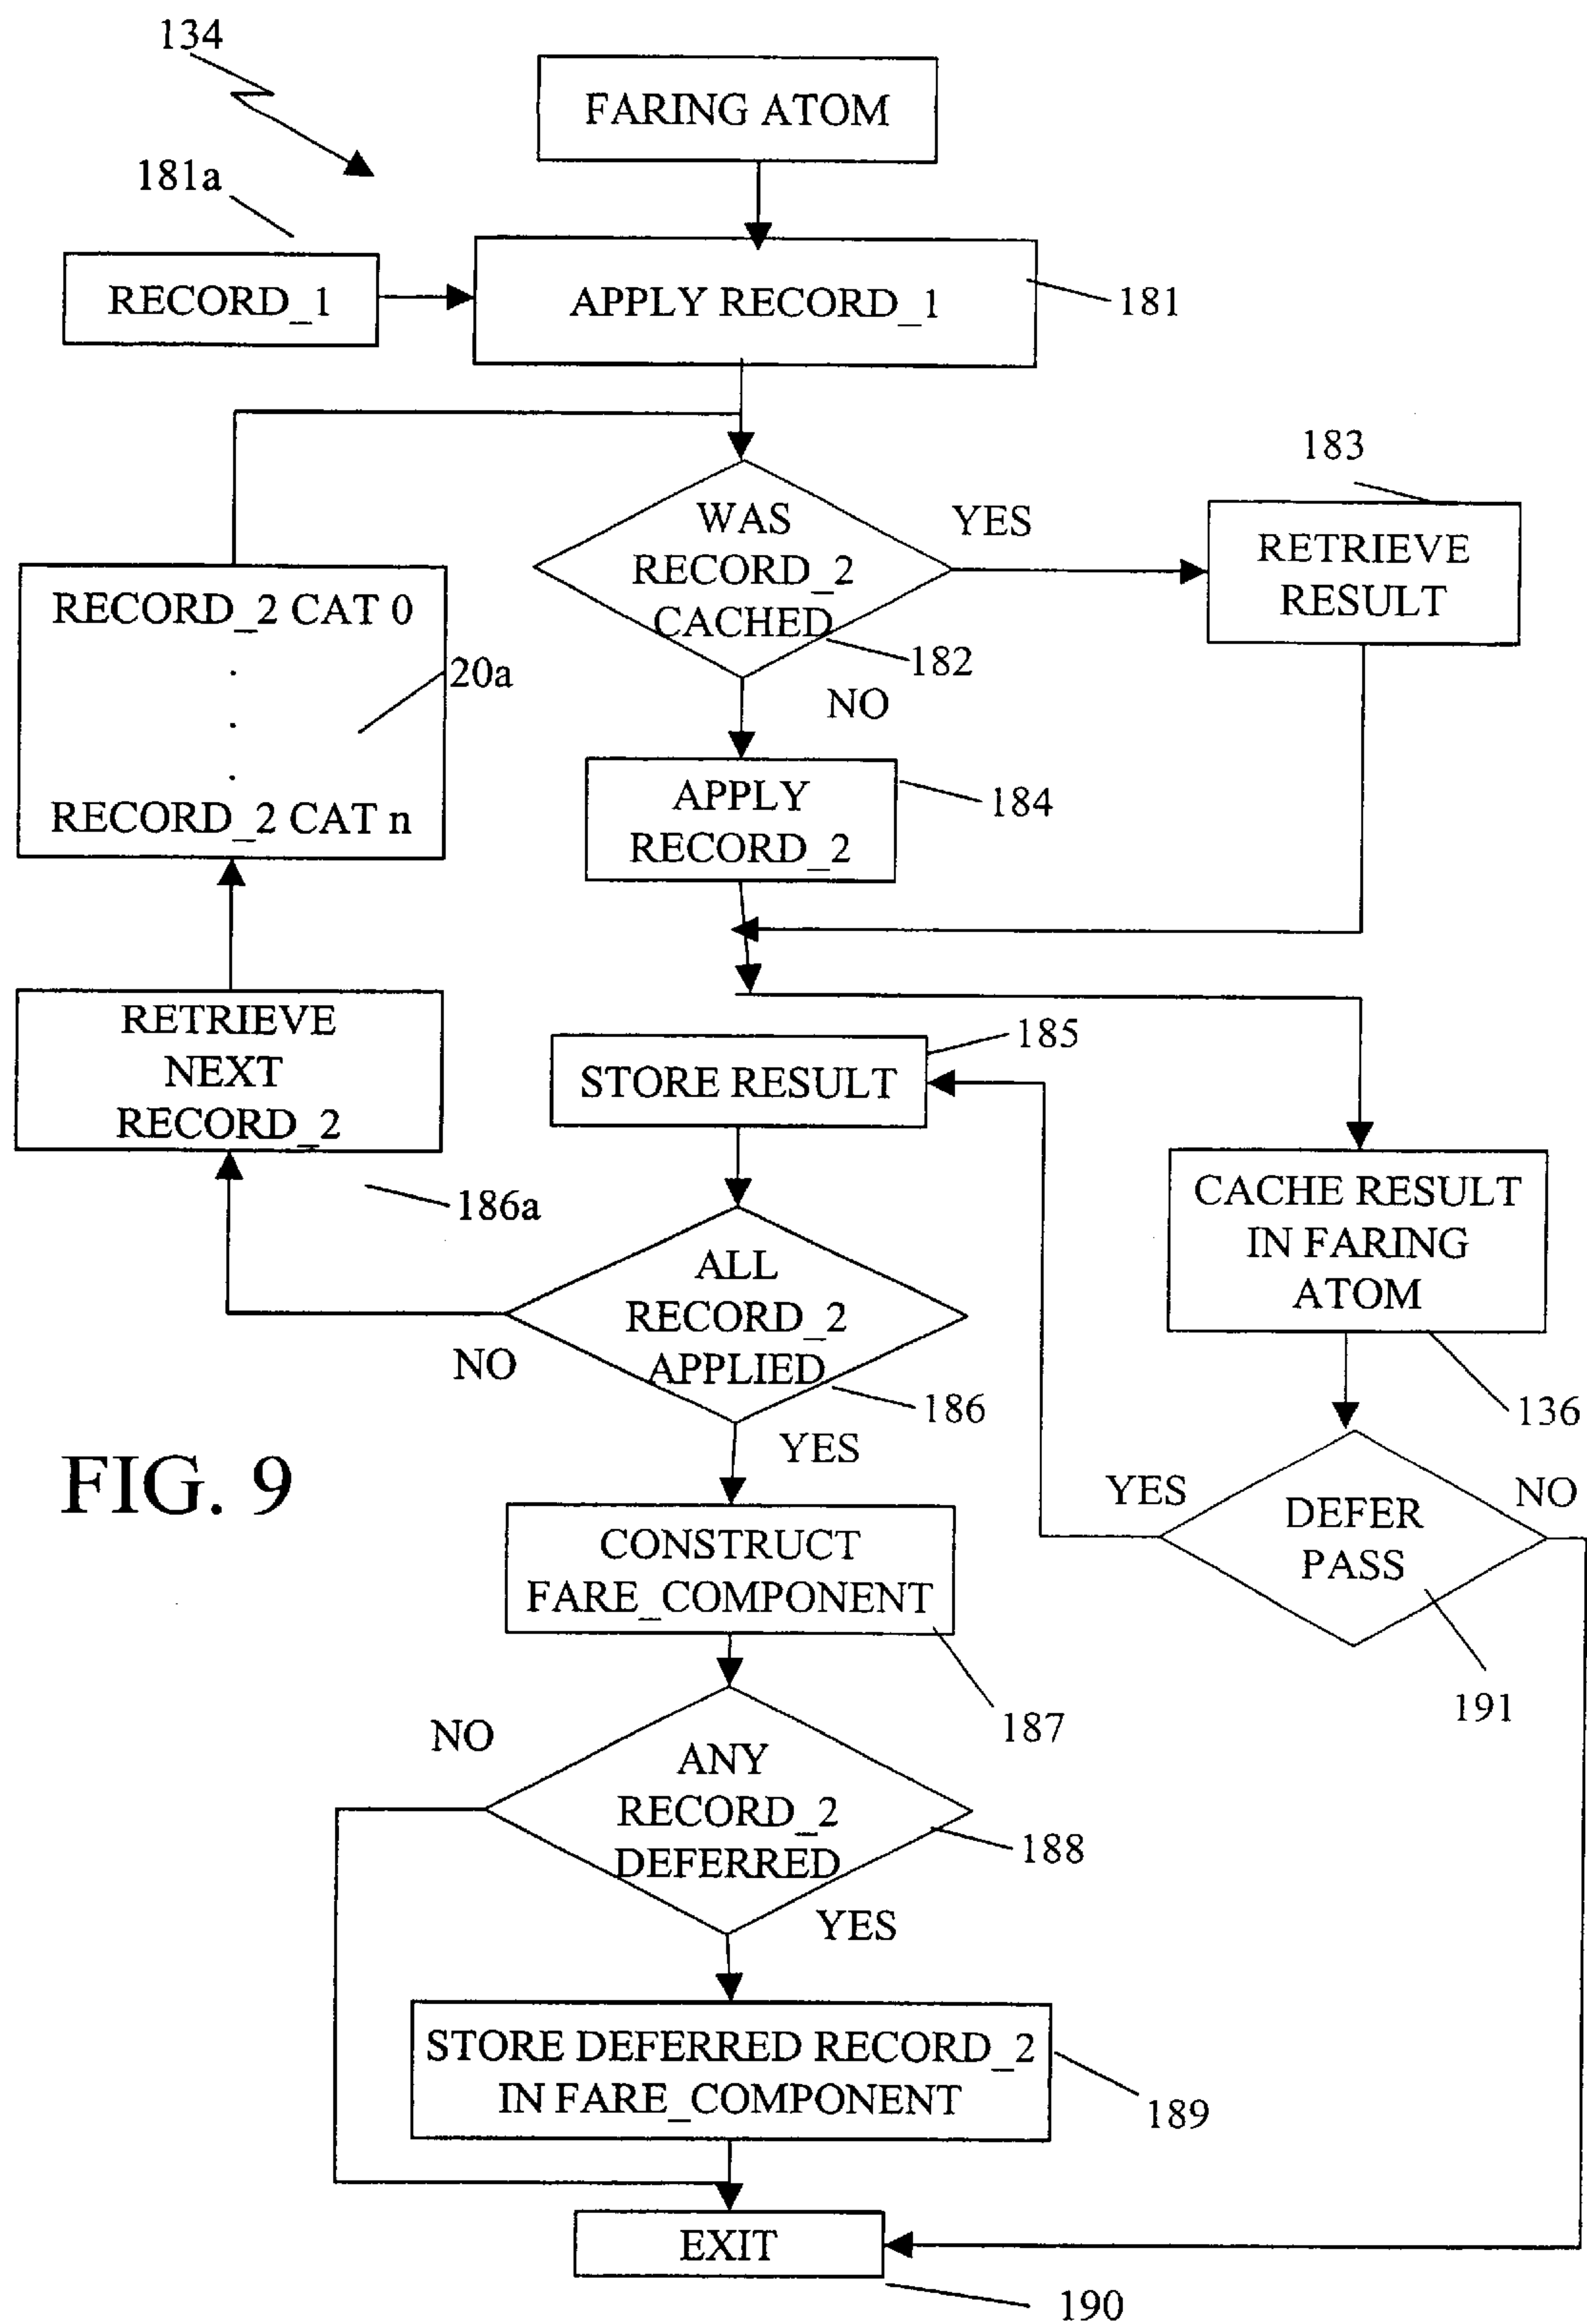 134
FARING ATOM
181a
RECORD_1
APPLY RECORD_1
181
183
WAS
RECORD_2
CACHED
YES
RETRIEVE
RESULT
182
NO
RECORD_2 CAT 0
.
.
.
RECORD_2 CAT n
20a
APPLY
RECORD_2
184
RETRIEVE
NEXT
RECORD_2
185
STORE RESULT
186a
CACHE RESULT
IN FARING
ATOM
ALL
RECORD_2
APPLIED
NO
186
136
YES
FIG. 9
YES
DEFER
PASS
NO
CONSTRUCT
FARE_COMPONENT
191
187
NO
ANY
RECORD_2
DEFERRED
188
YES
STORE DEFERRED RECORD_2
IN FARE_COMPONENT
189
EXIT
190